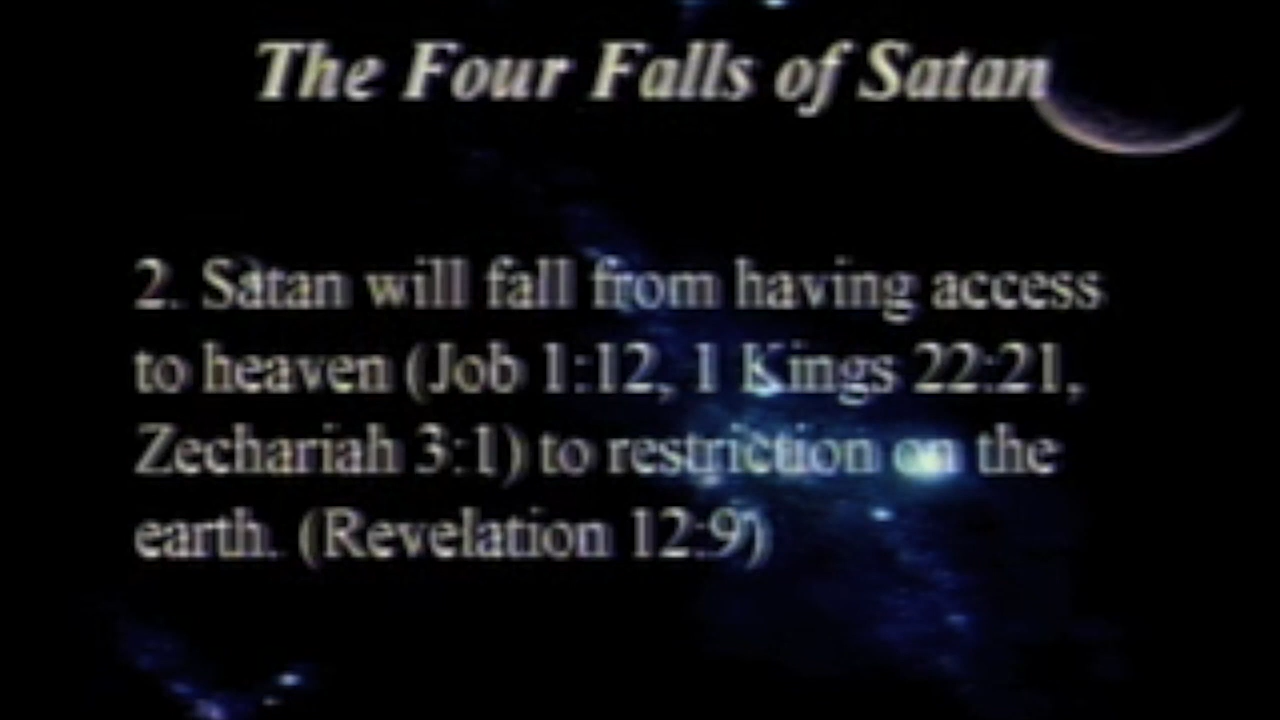 The Four Falls of Satan
2. Satan will fall from having access
to heaven (Job 1:12, 1 Kings 22:21,
Zechariah 3:1) to restriction on the
earth. (Revelation 12:9)